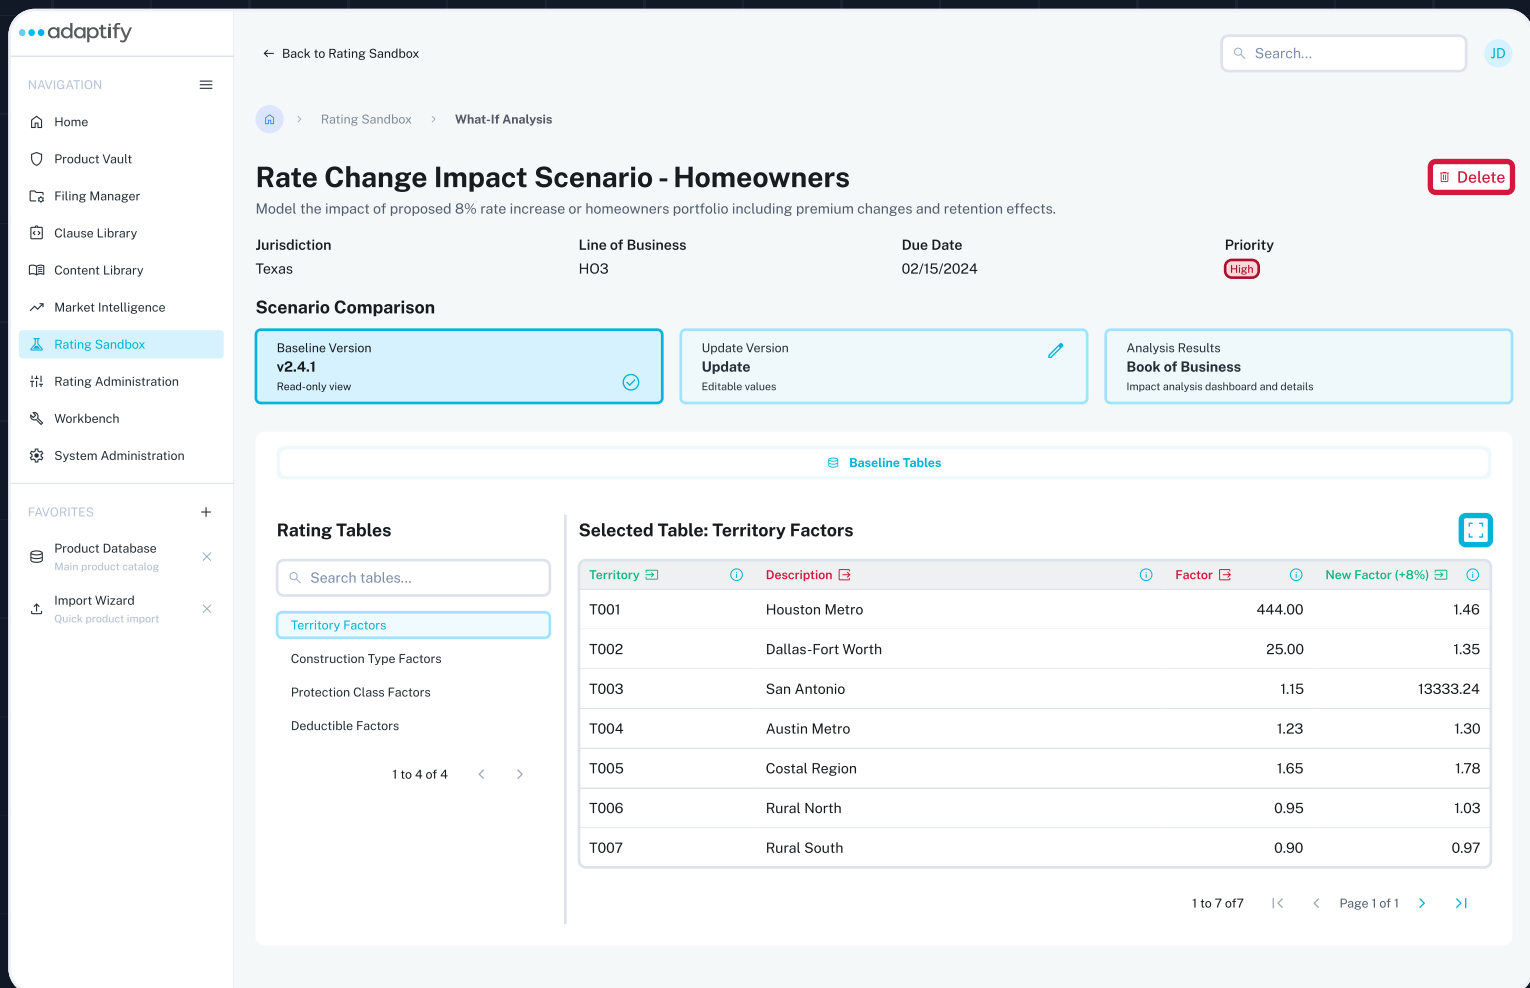 adaptify
← Back to Rating Sandbox
Search...
JD
NAVIGATION
Home
Product Vault
Filing Manager
Clause Library
Content Library
Market Intelligence
Rating Sandbox
Rating Administration
Workbench
System Administration
FAVORITES
Product Database
Main product catalog
Import Wizard
Quick product import
Rating Sandbox > What-If Analysis
Rate Change Impact Scenario - Homeowners
Delete
Model the impact of proposed 8% rate increase or homeowners portfolio including premium changes and retention effects.
Jurisdiction Line of Business Due Date Priority
Texas HO3 02/15/2024 High
Scenario Comparison
Baseline Version
v2.4.1
Read-only view
Update Version
Update
Editable values
Analysis Results
Book of Business
Impact analysis dashboard and details
Baseline Tables
Rating Tables
Search tables...
Territory Factors
Construction Type Factors
Protection Class Factors
Deductible Factors
1 to 4 of 4
Selected Table: Territory Factors
Territory Description Factor New Factor (+8%)
T001 Houston Metro 444.00 1.46
T002 Dallas-Fort Worth 25.00 1.35
T003 San Antonio 1.15 13333.24
T004 Austin Metro 1.23 1.30
T005 Costal Region 1.65 1.78
T006 Rural North 0.95 1.03
T007 Rural South 0.90 0.97
1 to 7 of7 Page 1 of 1